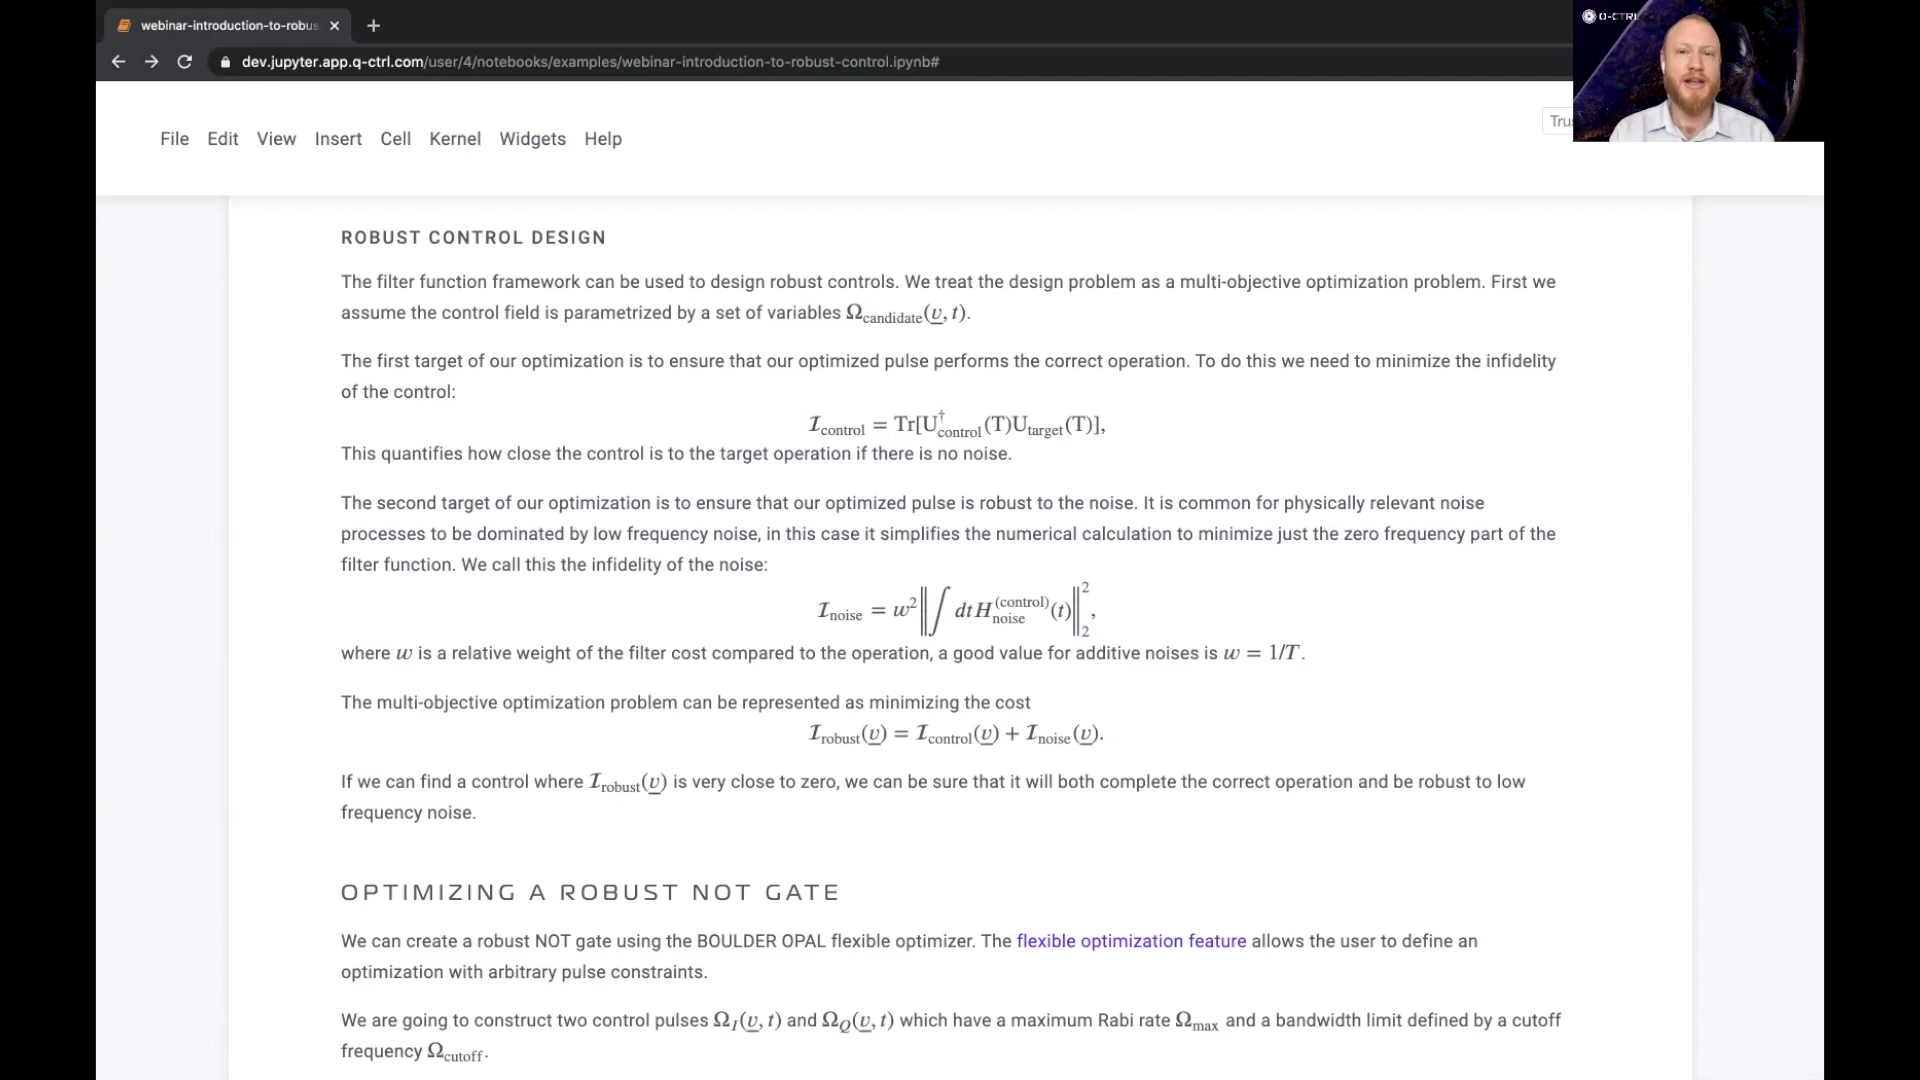 webinar-introduction-to-robus
Q-CTRL
dev.jupyter.app.q-ctrl.com/user/4/notebooks/examples/webinar-introduction-to-robust-control.ipynb#
Tru
File Edit View Insert Cell Kernel Widgets Help
ROBUST CONTROL DESIGN
The filter function framework can be used to design robust controls. We treat the design problem as a multi-objective optimization problem. First we
assume the control field is parametrized by a set of variables Ω_candidate(v, t).
The first target of our optimization is to ensure that our optimized pulse performs the correct operation. To do this we need to minimize the infidelity
of the control:
I_control = Tr[U†_control(T)U_target(T)],
This quantifies how close the control is to the target operation if there is no noise.
The second target of our optimization is to ensure that our optimized pulse is robust to the noise. It is common for physically relevant noise
processes to be dominated by low frequency noise, in this case it simplifies the numerical calculation to minimize just the zero frequency part of the
filter function. We call this the infidelity of the noise:
I_noise = w² ‖∫ dt H_noise^(control)(t)‖₂²,
where w is a relative weight of the filter cost compared to the operation, a good value for additive noises is w = 1/T.
The multi-objective optimization problem can be represented as minimizing the cost
I_robust(v) = I_control(v) + I_noise(v).
If we can find a control where I_robust(v) is very close to zero, we can be sure that it will both complete the correct operation and be robust to low
frequency noise.
OPTIMIZING A ROBUST NOT GATE
We can create a robust NOT gate using the BOULDER OPAL flexible optimizer. The flexible optimization feature allows the user to define an
optimization with arbitrary pulse constraints.
We are going to construct two control pulses Ω_I(v, t) and Ω_Q(v, t) which have a maximum Rabi rate Ω_max and a bandwidth limit defined by a cutoff
frequency Ω_cutoff.